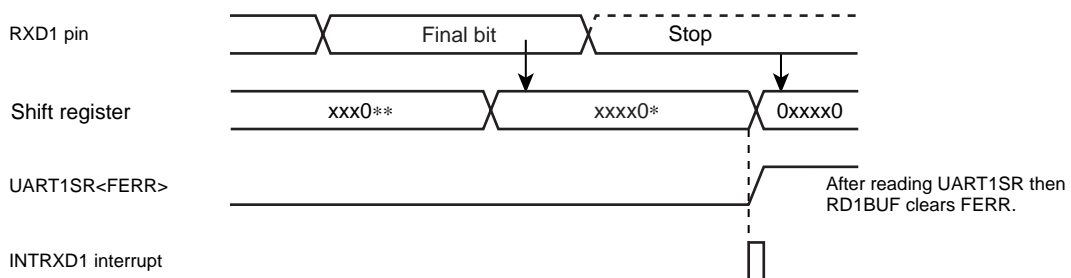 RXD1 pin
Final bit
Stop
Shift register
xxx0**
xxxx0*
0xxxx0
UART1SR<FERR>
After reading UART1SR then
RD1BUF clears FERR.
INTRXD1 interrupt